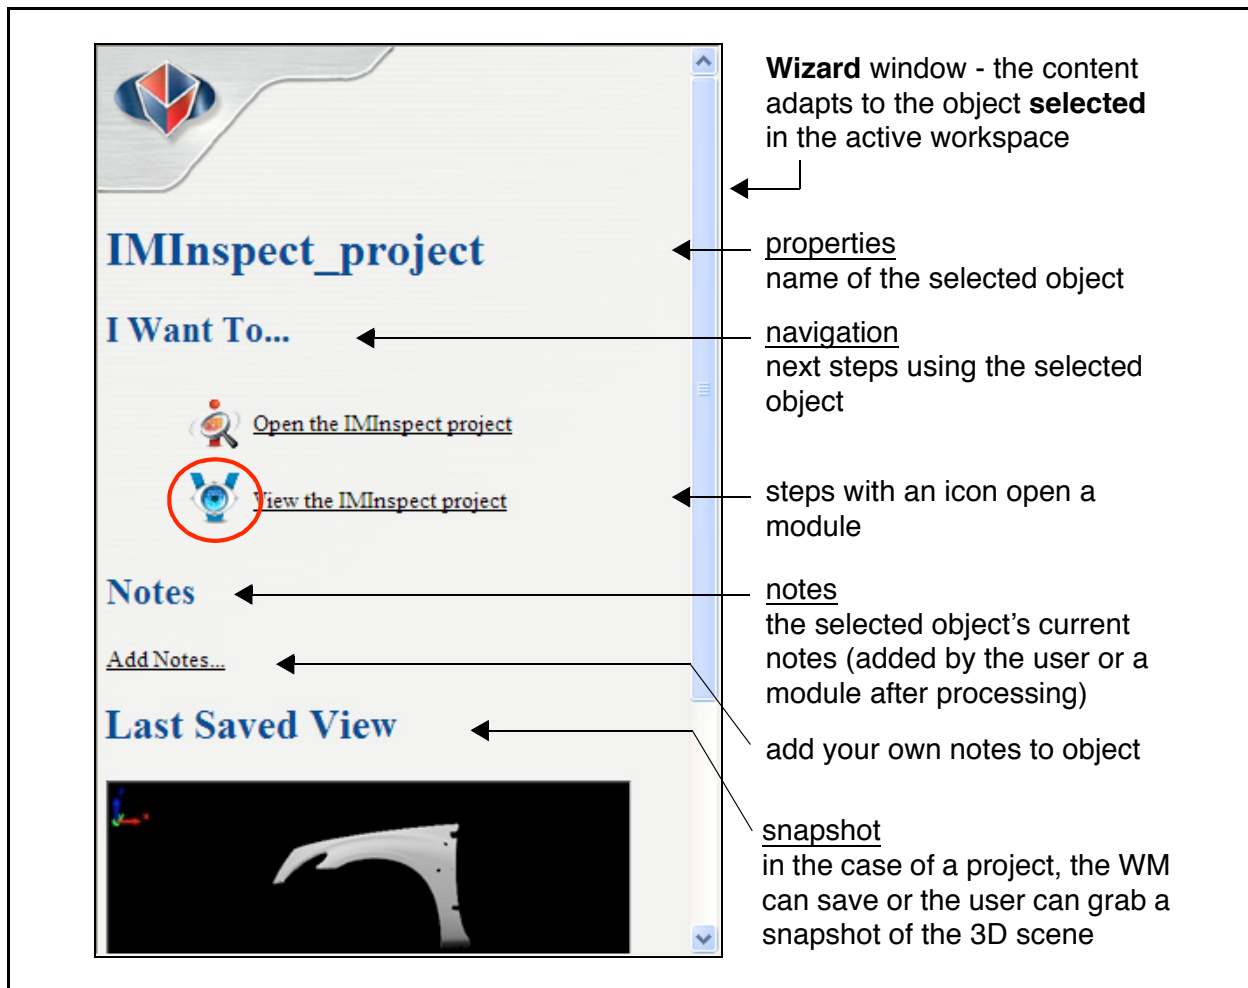 Wizard window - the content
adapts to the object selected
in the active workspace
IMInspect_project
properties
name of the selected object
I Want To...
navigation
next steps using the selected
object
Open the IMInspect project
View the IMInspect project
steps with an icon open a
module
Notes
notes
the selected object's current
notes (added by the user or a
module after processing)
Add Notes...
add your own notes to object
Last Saved View
snapshot
in the case of a project, the WM
can save or the user can grab a
snapshot of the 3D scene